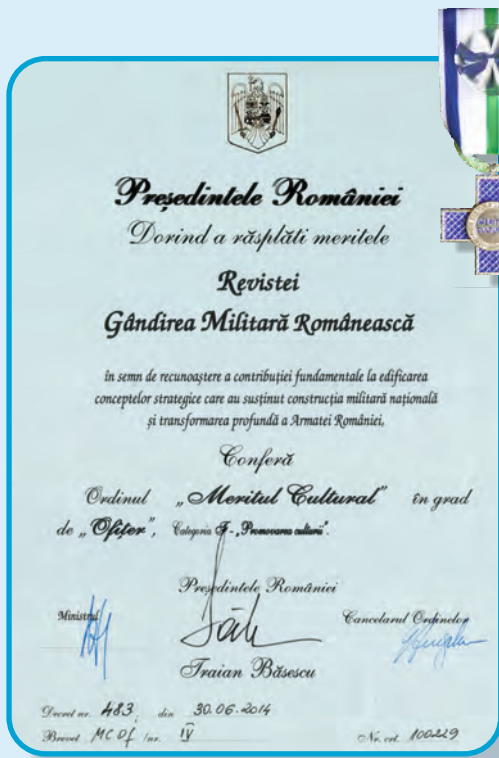 Președintele României
Dorind a răsplăti meritele
Revistei
Gândirea Militară Românească
în semn de recunoaștere a contribuției fundamentale la edificarea
conceptelor strategice care au susținut construcția militară națională
și transformarea profundă a Armatei României,
Conferă
Ordinul „Meritul Cultural” în grad
de „Ofițer”, Categoria F - „Promovarea culturii”.
Președintele României
Ministrul
Cancelarul Ordinelor
Traian Băsescu
Decret nr. 483, din 30.06.2014
Brevet MCOf /nr. IV
Nr. crt. 100229